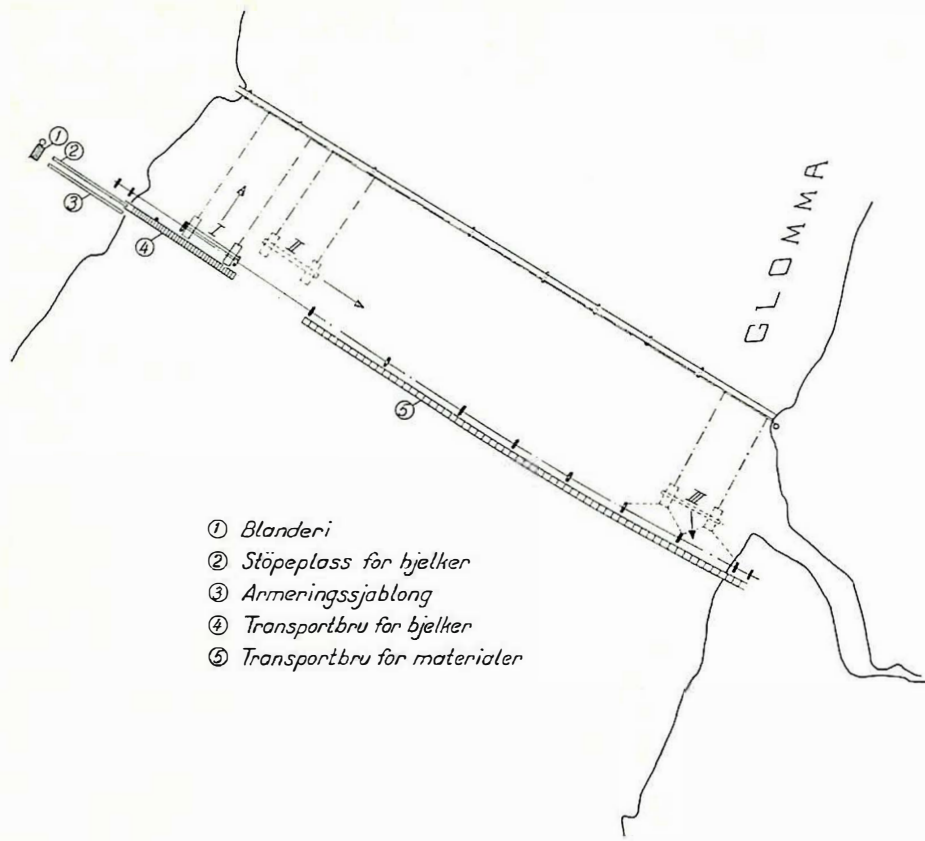 ①
②
③
④
I
II
GLOMMA
⑤
III
① Blanderi
② Stöpeplass for bjelker
③ Armeringssjablong
④ Transportbru for bjelker
⑤ Transportbru for materialer